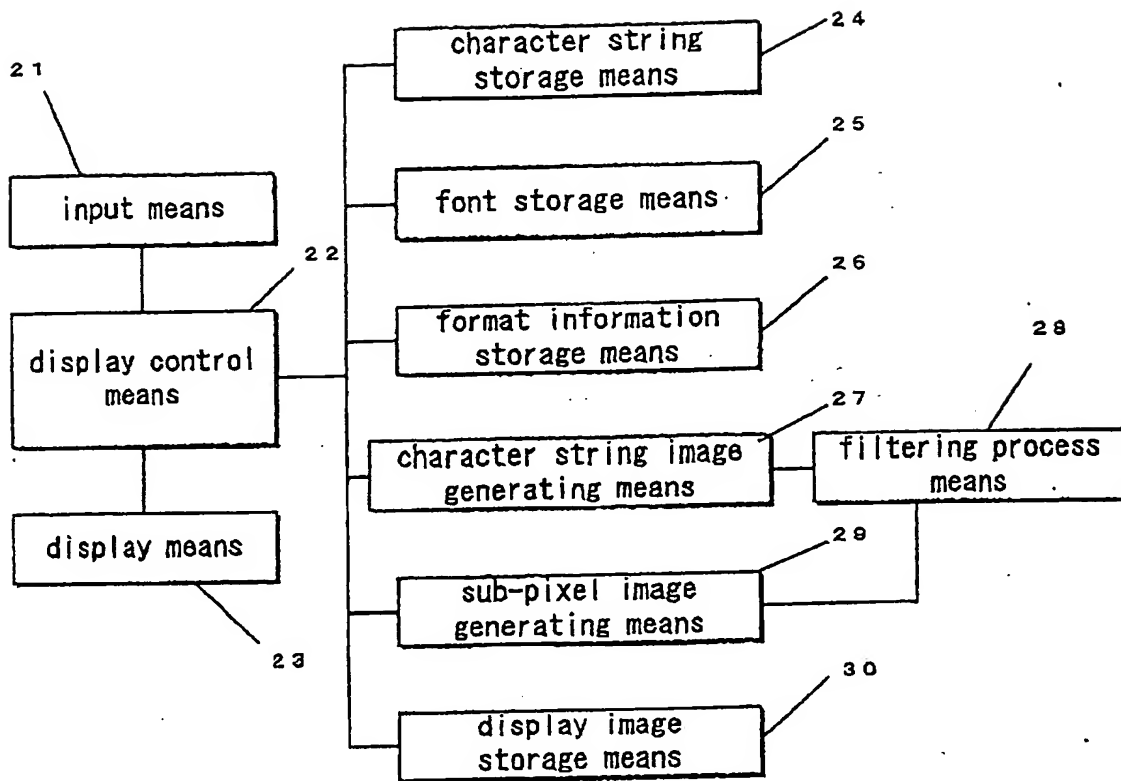 24
character string
storage means
21
25
input means
font storage means
22
26
format information
storage means
28
display control
means
27
character string image
generating means
filtering process
means
29
display means
sub-pixel image
generating means
23
30
display image
storage means